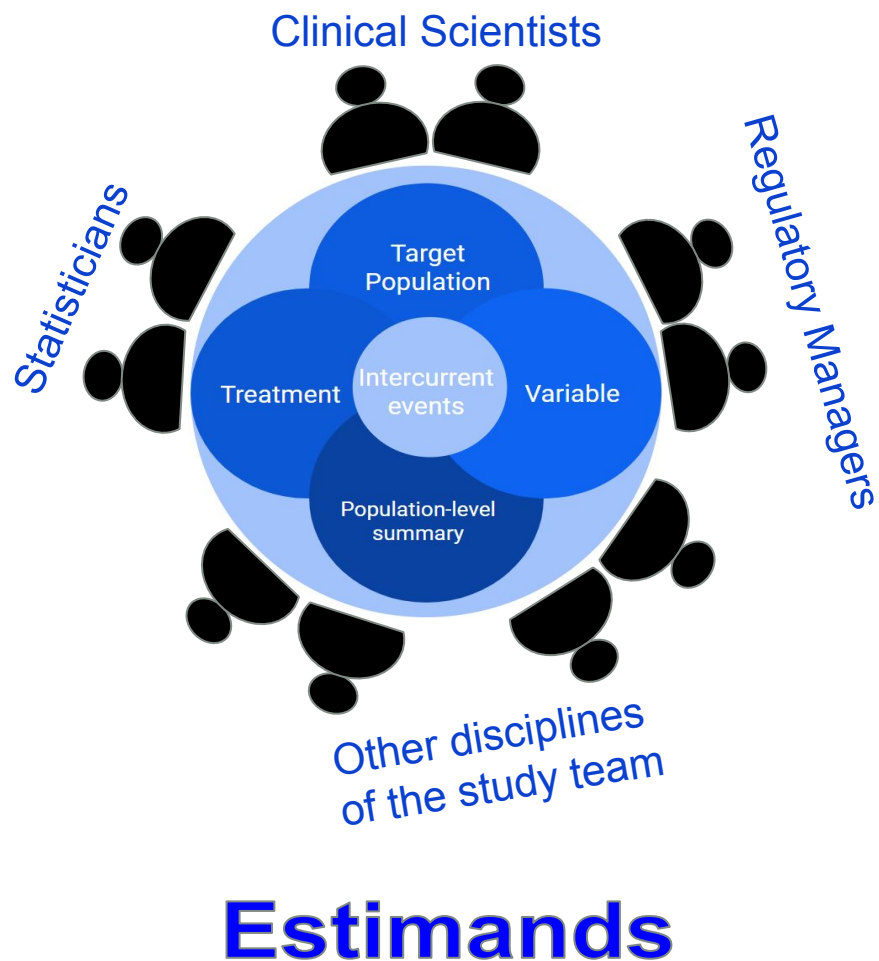 Clinical Scientists
Regulatory Managers
Statisticians
Target
Population
Treatment
Intercurrent
events
Variable
Population-level
summary
Other disciplines
of the study team
Estimands